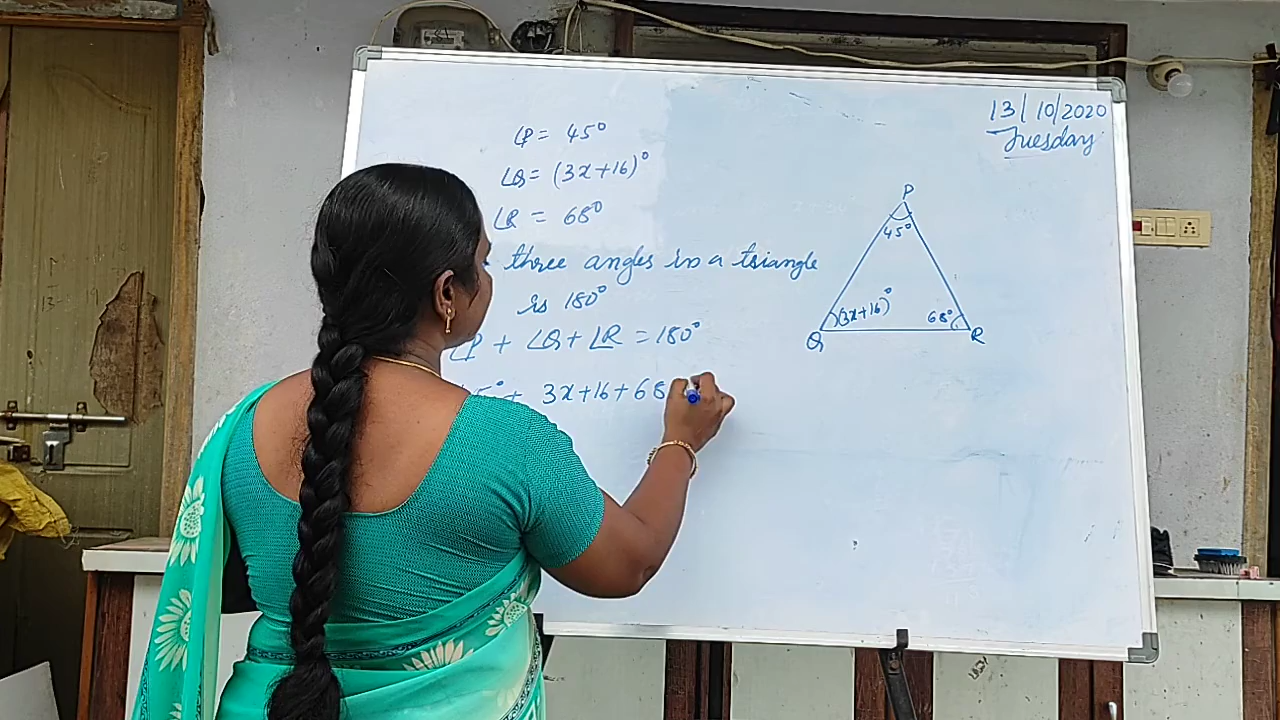 ∠P = 45°
∠Q = (3x+16)°
∠R = 68°
three angles in a triangle
is 180°
∠P + ∠Q + ∠R = 180°
45° + 3x+16+68
13/10/2020
Tuesday
P
45°
(3x+16)°
68°
Q
R